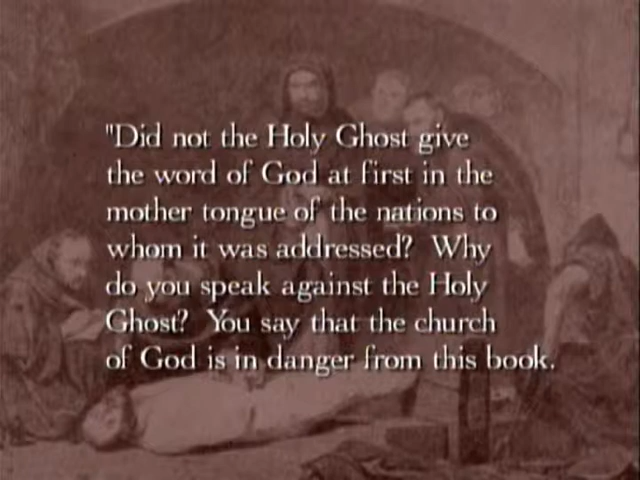 "Did not the Holy Ghost give
the word of God at first in the
mother tongue of the nations to
whom it was addressed?  Why
do you speak against the Holy
Ghost?  You say that the church
of God is in danger from this book.